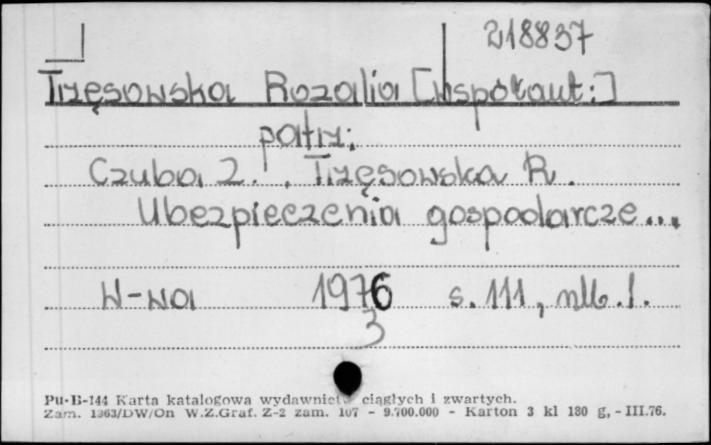 218837
Trzęsowska Rozalia [współaut:]
patrz:
Czuba Z., Trzęsowska R.
Ubezpieczenia gospodarcze...
W-wa 1976 s. 111, nlb. 1.
3
Pu-B-144 Karta katalogowa wydawnictw ciągłych i zwartych.
Zam. 1363/DW/On W.Z.Graf. Z-2 zam. 107 - 9.700.000 - Karton 3 kl 180 g, - III.76.